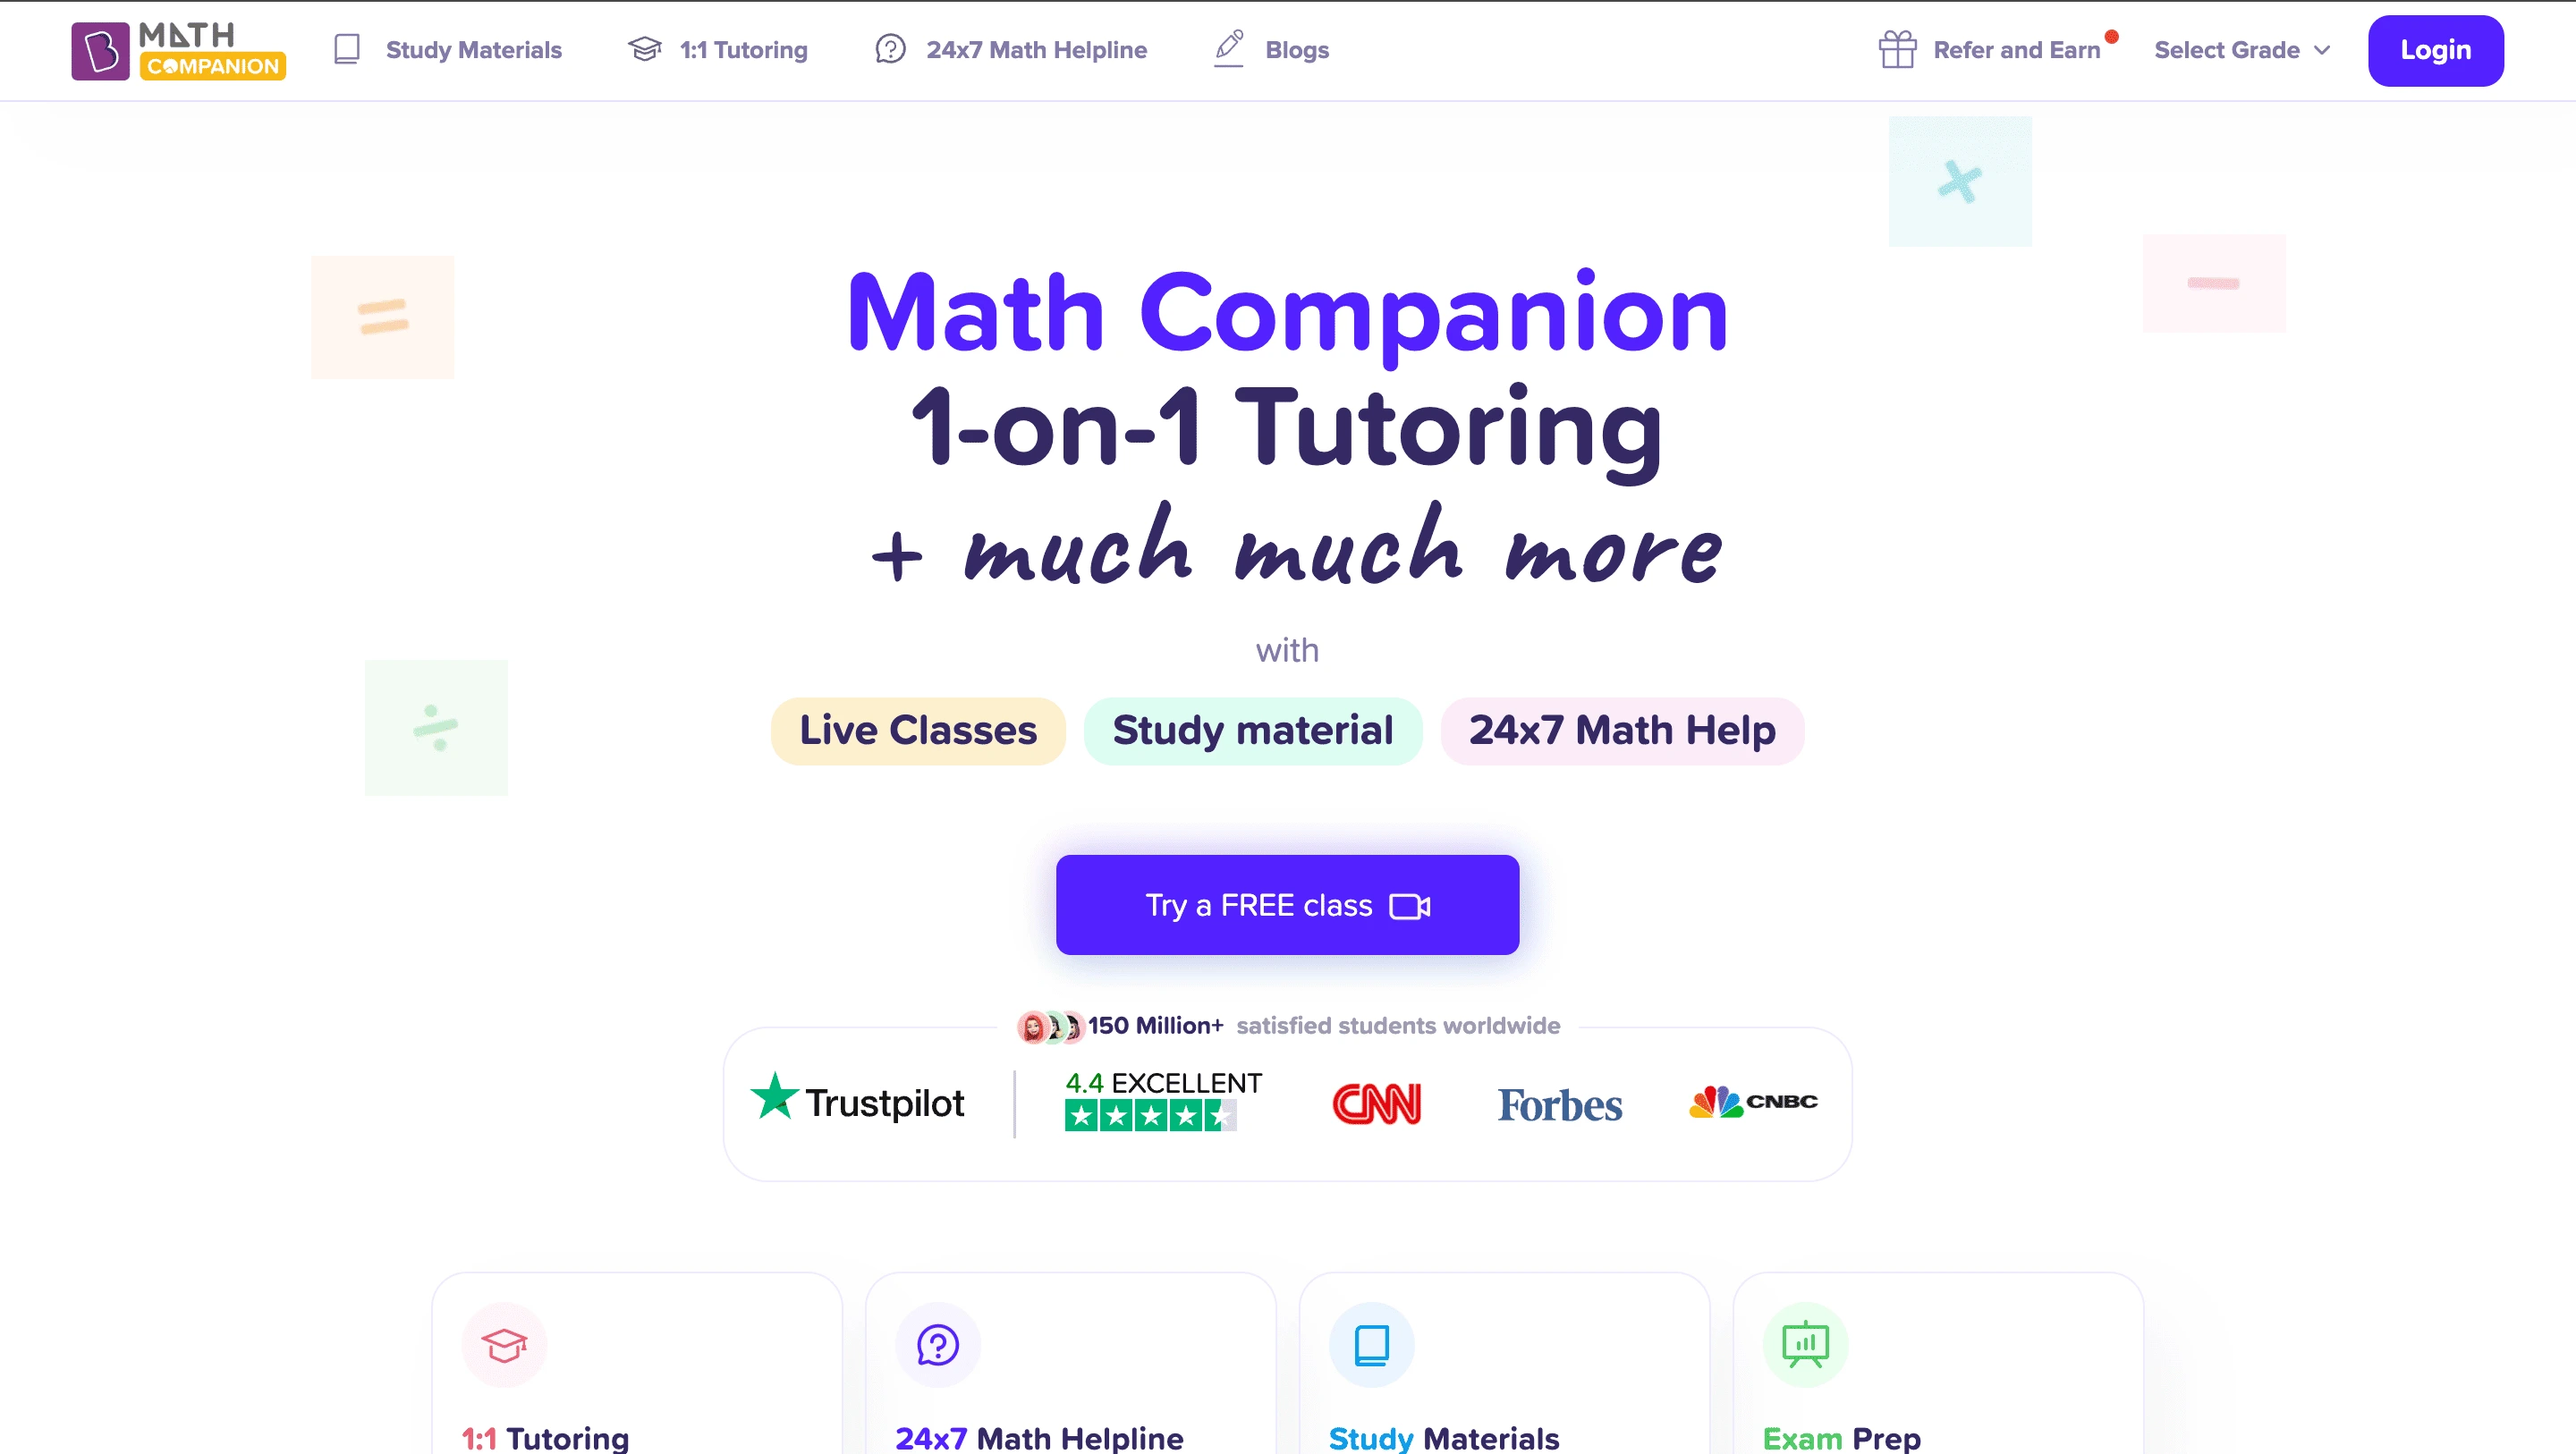 MATH
COMPANION
Study Materials
1:1 Tutoring
24x7 Math Helpline
Blogs
Refer and Earn
Select Grade
Login
Math Companion
1-on-1 Tutoring
+ much much more
with
Live Classes
Study material
24x7 Math Help
Try a FREE class
150 Million+ satisfied students worldwide
Trustpilot
4.4 EXCELLENT
CNN
Forbes
CNBC
1:1 Tutoring
24x7 Math Helpline
Study Materials
Exam Prep